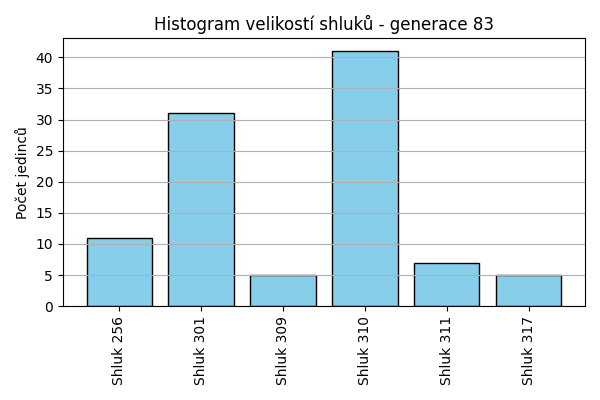 Histogram velikostí shluků - generace 83
Počet jedinců
40
35
30
25
20
15
10
5
0
Shluk 256
Shluk 301
Shluk 309
Shluk 310
Shluk 311
Shluk 317